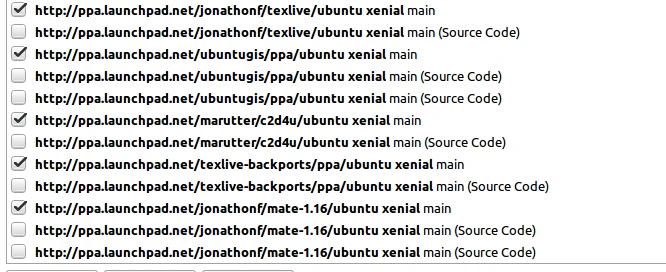 http://ppa.launchpad.net/jonathonf/texlive/ubuntu xenial main
http://ppa.launchpad.net/jonathonf/texlive/ubuntu xenial main (Source Code)
http://ppa.launchpad.net/ubuntugis/ppa/ubuntu xenial main
http://ppa.launchpad.net/ubuntugis/ppa/ubuntu xenial main (Source Code)
http://ppa.launchpad.net/ubuntugis/ppa/ubuntu xenial main (Source Code)
http://ppa.launchpad.net/marutter/c2d4u/ubuntu xenial main
http://ppa.launchpad.net/marutter/c2d4u/ubuntu xenial main (Source Code)
http://ppa.launchpad.net/texlive-backports/ppa/ubuntu xenial main
http://ppa.launchpad.net/texlive-backports/ppa/ubuntu xenial main (Source Code)
http://ppa.launchpad.net/jonathonf/mate-1.16/ubuntu xenial main
http://ppa.launchpad.net/jonathonf/mate-1.16/ubuntu xenial main (Source Code)
http://ppa.launchpad.net/jonathonf/mate-1.16/ubuntu xenial main (Source Code)